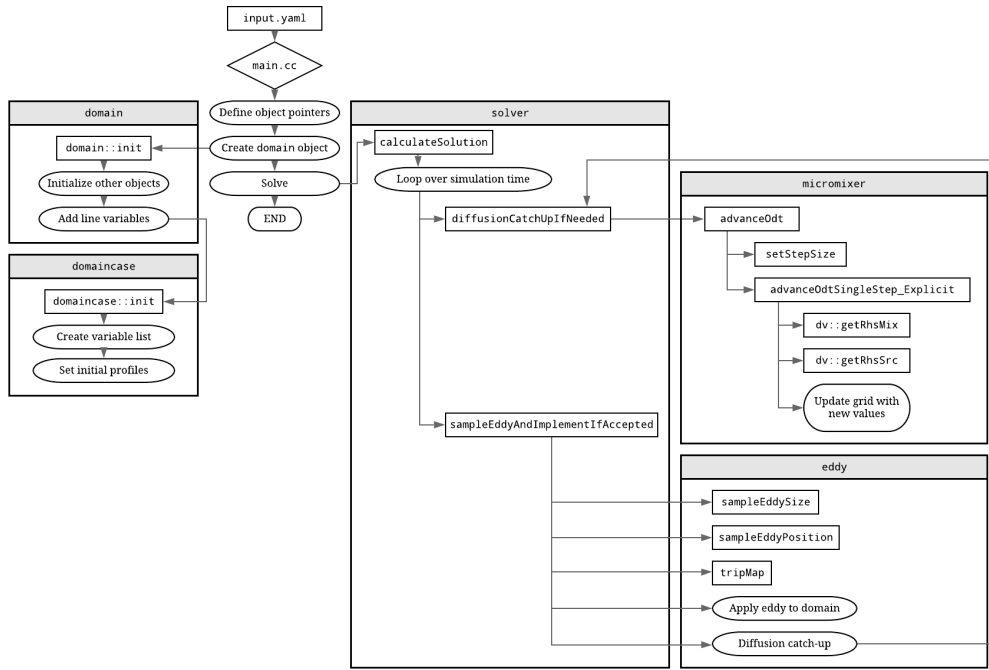 input.yaml
main.cc
Define object pointers
Create domain object
Solve
END
domain
domain::init
Initialize other objects
Add line variables
domaincase
domaincase::init
Create variable list
Set initial profiles
solver
calculateSolution
Loop over simulation time
diffusionCatchUpIfNeeded
sampleEddyAndImplementIfAccepted
micromixer
advanceOdt
setStepSize
advanceOdtSingleStep_Explicit
dv::getRhsMix
dv::getRhsSrc
Update grid with
new values
eddy
sampleEddySize
sampleEddyPosition
tripMap
Apply eddy to domain
Diffusion catch-up